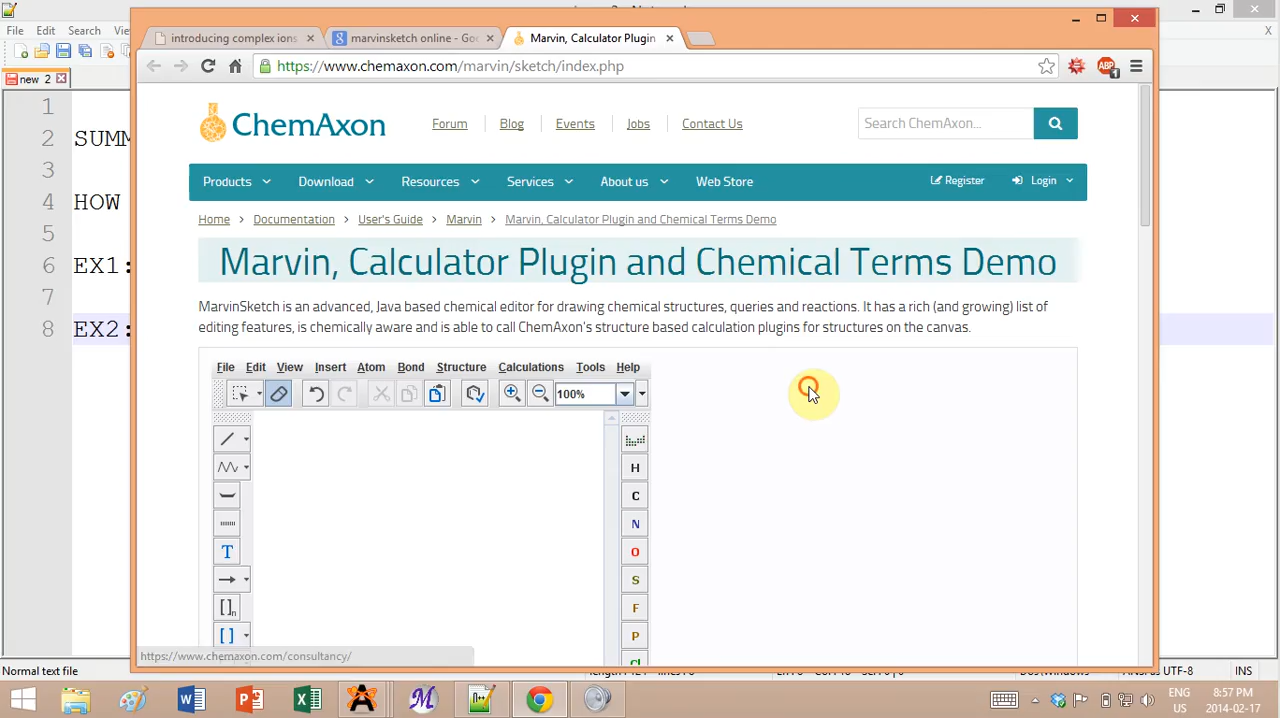 File Edit Search
introducing complex ions
marvinsketch online - Goo
Marvin, Calculator Plugin
new 2
https://www.chemaxon.com/marvin/sketch/index.php
ABP
1
ChemAxon
Forum
Blog
Events
Jobs
Contact Us
Search ChemAxon...
Products
Download
Resources
Services
About us
Web Store
Register
Login
Home > Documentation > User's Guide > Marvin > Marvin, Calculator Plugin and Chemical Terms Demo
Marvin, Calculator Plugin and Chemical Terms Demo
MarvinSketch is an advanced, Java based chemical editor for drawing chemical structures, queries and reactions. It has a rich (and growing) list of
editing features, is chemically aware and is able to call ChemAxon's structure based calculation plugins for structures on the canvas.
File Edit View Insert Atom Bond Structure Calculations Tools Help
100%
H
C
N
O
S
F
P
Cl
T
[ ]n
[ ]
1
2 SUMM
3
4 HOW
5
6 EX1:
7
8 EX2:
https://www.chemaxon.com/consultancy/
Normal text file
UTF-8
INS
ENG
US
8:57 PM
2014-02-17